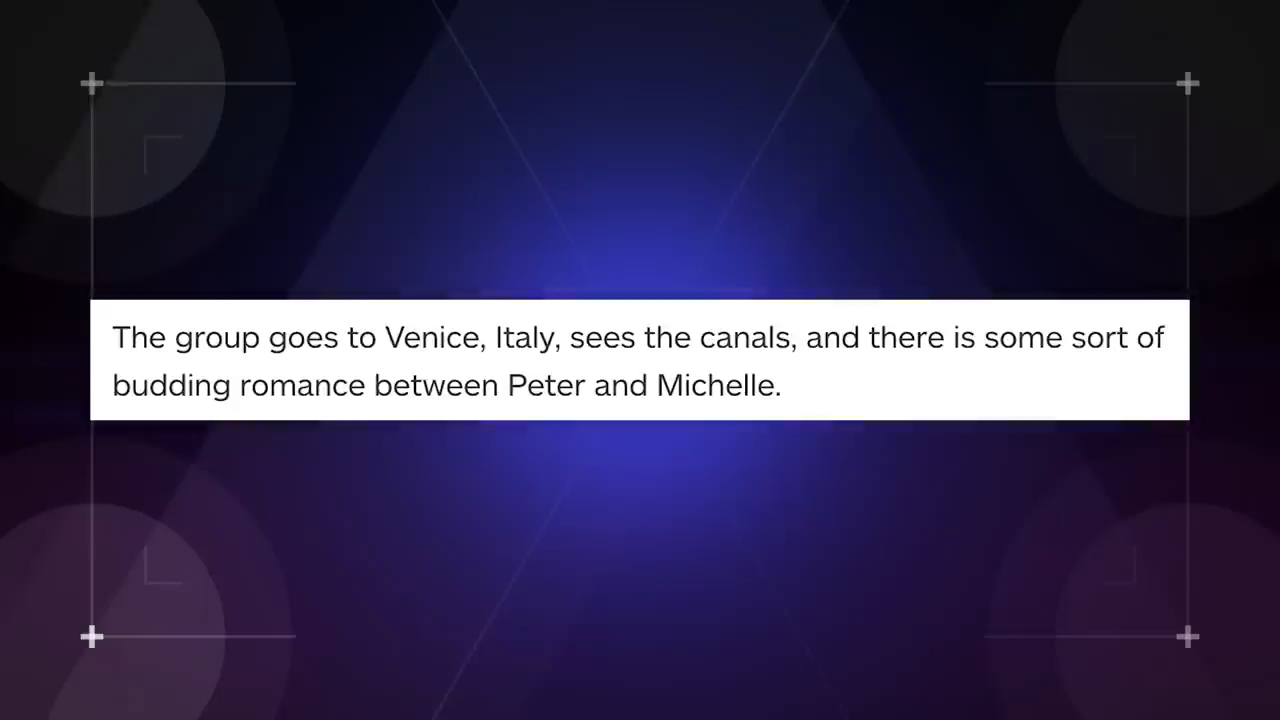 The group goes to Venice, Italy, sees the canals, and there is some sort of
budding romance between Peter and Michelle.